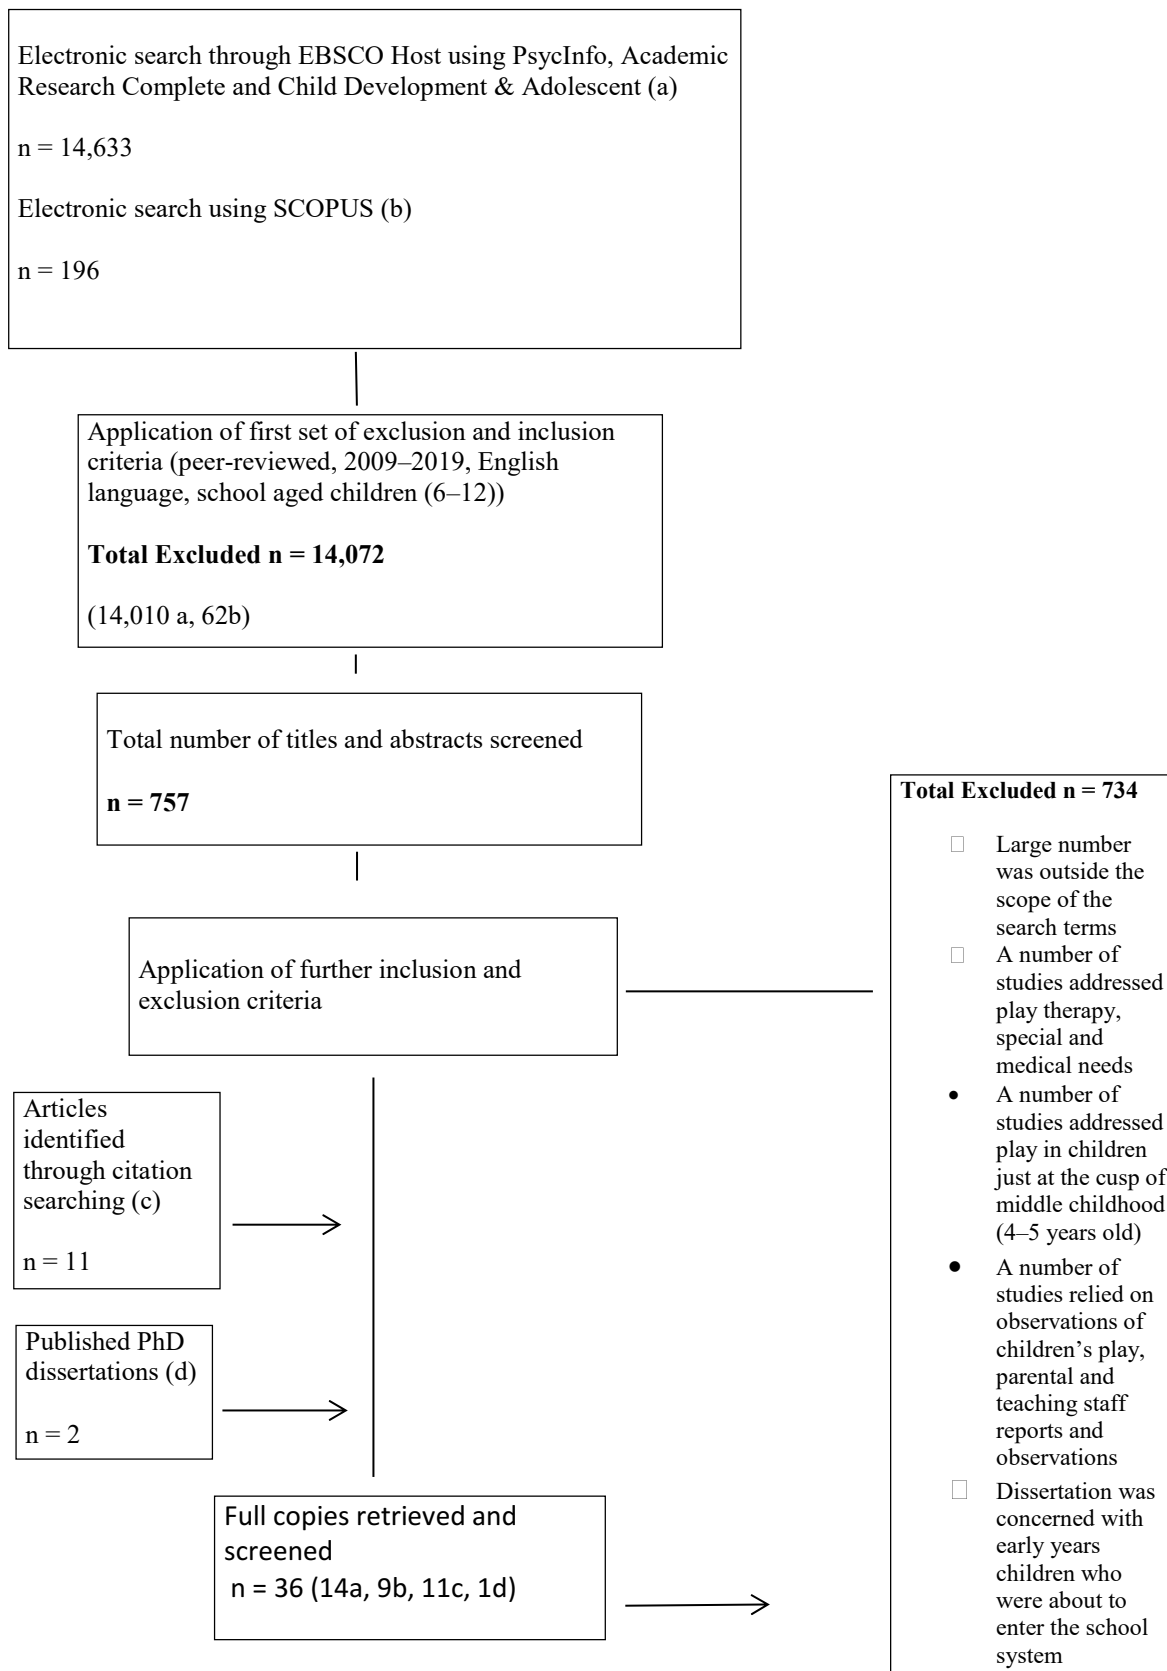 Electronic search through EBSCO Host using PsycInfo, Academic
Research Complete and Child Development & Adolescent (a)
n = 14,633
Electronic search using SCOPUS (b)
n = 196
Application of first set of exclusion and inclusion
criteria (peer-reviewed, 2009–2019, English
language, school aged children (6–12))
Total Excluded n = 14,072
(14,010 a, 62b)
Total number of titles and abstracts screened
n = 757
Application of further inclusion and
exclusion criteria
Total Excluded n = 734
Large number
was outside the
scope of the
search terms
A number of
studies addressed
play therapy,
special and
medical needs
• A number of
studies addressed
play in children
just at the cusp of
middle childhood
(4–5 years old)
• A number of
studies relied on
observations of
children’s play,
parental and
teaching staff
reports and
observations
Dissertation was
concerned with
early years
children who
were about to
enter the school
system
Articles
identified
through citation
searching (c)
n = 11
Published PhD
dissertations (d)
n = 2
Full copies retrieved and
screened
n = 36 (14a, 9b, 11c, 1d)